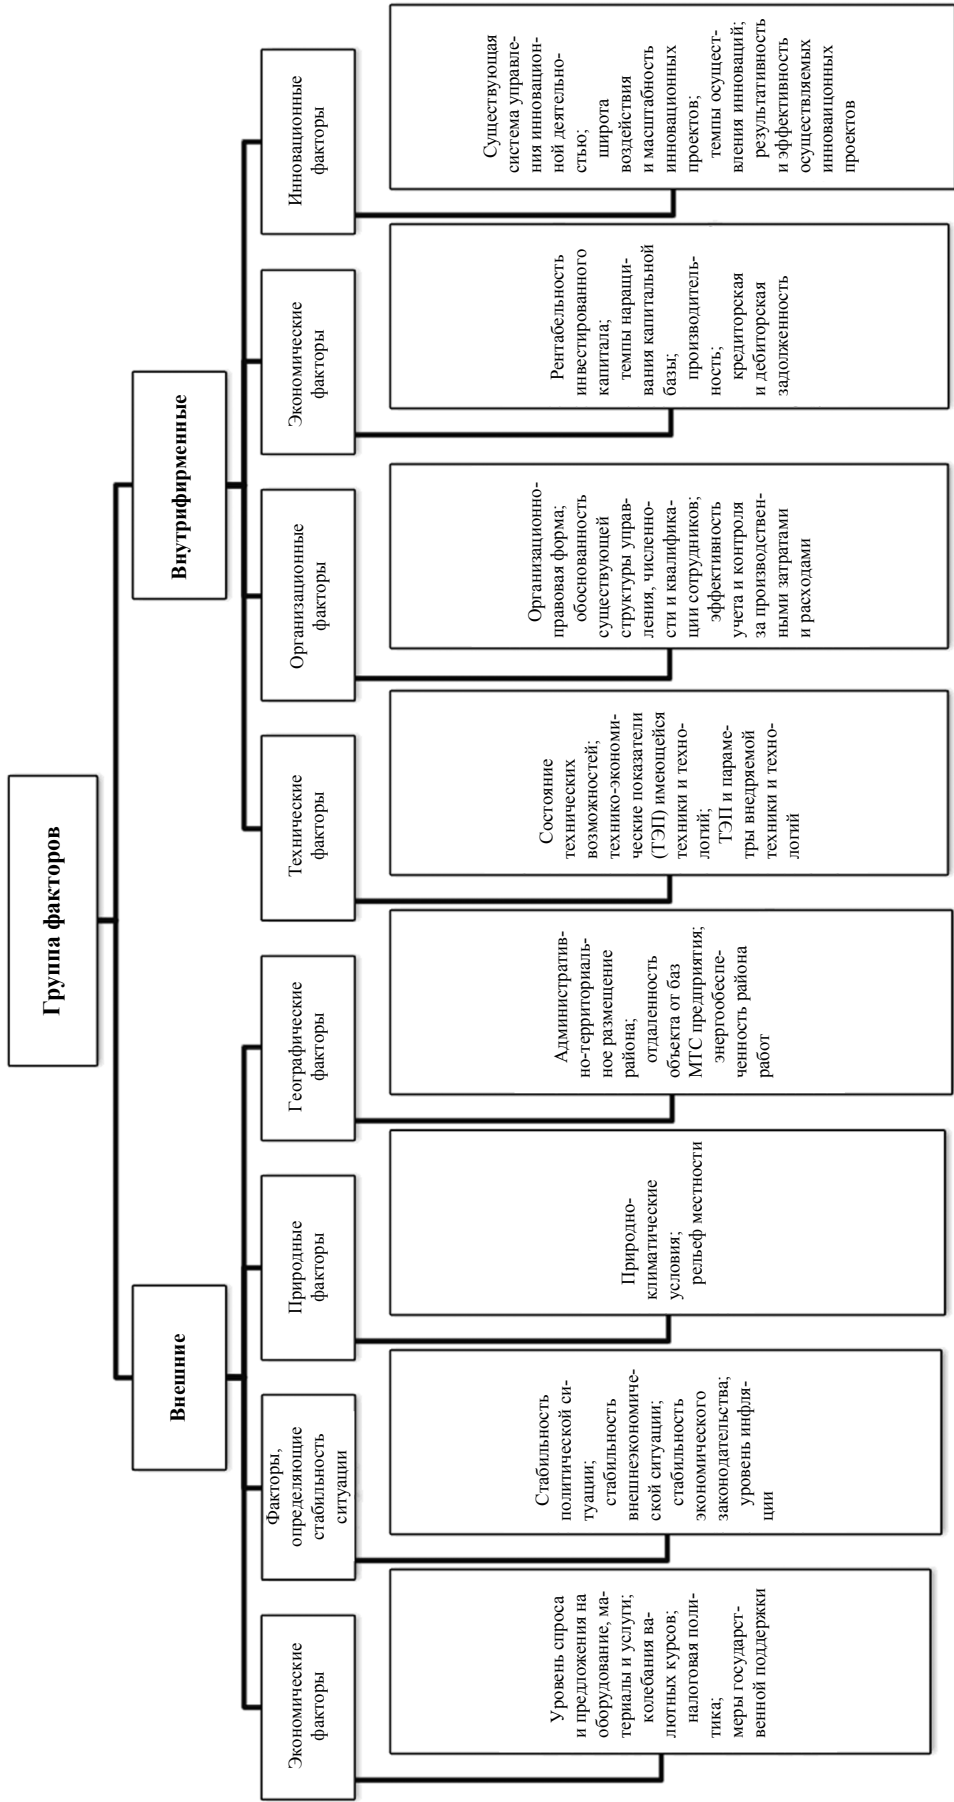 Группа факторов
Внешние
Внутрифирменные
Экономические
факторы
Факторы,
определяющие
стабильность
ситуации
Природные
факторы
Географические
факторы
Технические
факторы
Организационные
факторы
Экономические
факторы
Инновационные
факторы
Уровень спроса
и предложения на
оборудование, ма-
териалы и услуги;
колебания ва-
лютных курсов;
налоговая поли-
тика;
меры государст-
венной поддержки
Стабильность
политической си-
туации;
стабильность
внешнеэкономиче-
ской ситуации;
стабильность
экономического
законодательства;
уровень инфля-
ции
Природно-
климатические
условия;
рельеф местности
Административ-
но-территориаль-
ное размещение
района;
отдаленность
объекта от баз
МТС предприятия;
энергообеспе-
ченность района
работ
Состояние
технических
возможностей;
технико-экономи-
ческие показатели
(ТЭП) имеющейся
техники и техно-
логий;
ТЭП и параме-
тры внедряемой
техники и техно-
логий
Организационно-
правовая форма;
обоснованность
существующей
структуры управ-
ления, численно-
сти и квалифика-
ции сотрудников;
эффективность
учета и контроля
за производствен-
ными затратами
и расходами
Рентабельность
инвестированного
капитала;
темпы наращи-
вания капитальной
базы;
производитель-
ность;
кредиторская
и дебиторская
задолженность
Существующая
система управле-
ния инновацион-
ной деятельно-
стью;
широта
воздействия
и масштабность
инновационных
проектов;
темпы осущест-
вления инноваций;
результативность
и эффективность
осуществляемых
инноваицонных
проектов